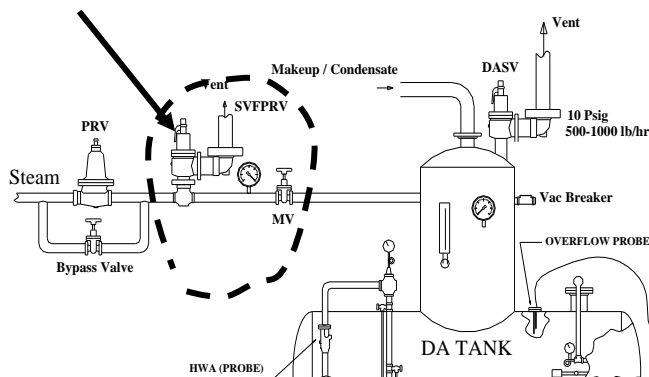 Vent
Makeup / Condensate
DASV
Vent
SVFPRV
PRV
10 Psig
500-1000 lb/hr
Steam
MV
Vac Breaker
Bypass Valve
OVERFLOW PROBE
DA TANK
HWA (PROBE)